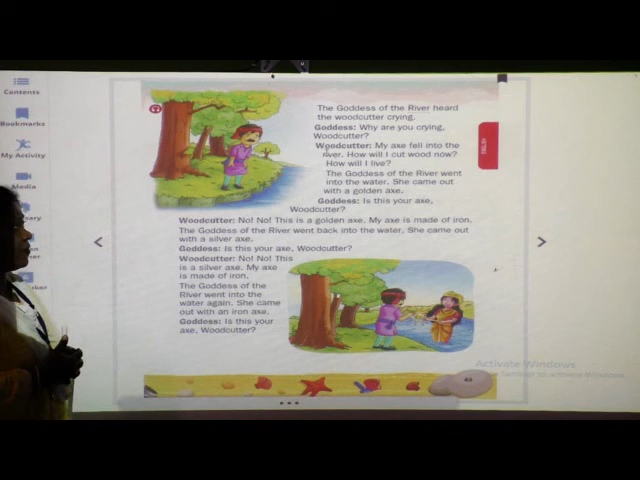 Contents
Bookmarks
My Activity
Media
The Goddess of the River heard
the woodcutter crying.
Goddess: Why are you crying,
Woodcutter?
Woodcutter: My axe fell into the
river. How will I cut wood now?
How will I live?
The Goddess of the River went
into the water. She came out
with a golden axe.
Goddess: Is this your axe,
Woodcutter?
Woodcutter: No! No! This is a golden axe. My axe is made of iron.
The Goddess of the River went back into the water. She came out
with a silver axe.
Goddess: Is this your axe, Woodcutter?
Woodcutter: No! No! This
is a silver axe. My axe
is made of iron.
The Goddess of the
River went into the
water again. She came
out with an iron axe.
Goddess: Is this your
axe, Woodcutter?
ENGLISH
Activate Windows
to activate Windows.